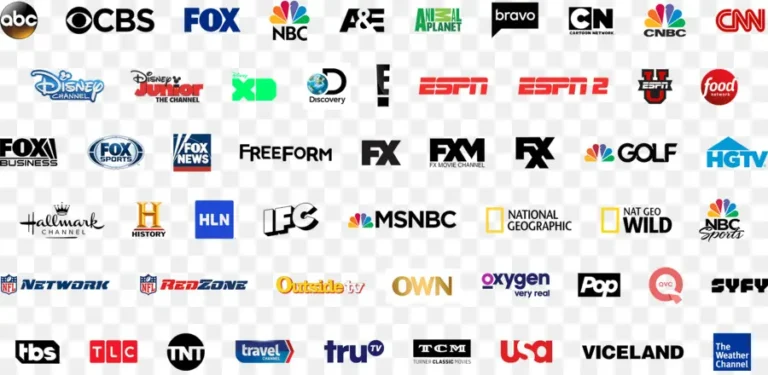 abc CBS FOX NBC A&E ANIMAL PLANET bravo CN CARTOON NETWORK CNBC CNN
Disney CHANNEL Disney Junior THE CHANNEL Disney XD Discovery E! ESPN ESPN 2 ESPN U food network
FOX BUSINESS FOX SPORTS FOX NEWS FREEFORM FX FXM FX MOVIE CHANNEL FXX GOLF HGTV
Hallmark CHANNEL H HISTORY HLN IFC MSNBC NATIONAL GEOGRAPHIC NAT GEO WILD NBC Sports
NFL NETWORK NFL REDZONE Outside tv OWN oxygen very real Pop QVC SYFY
tbs TLC TNT travel CHANNEL truTV TCM TURNER CLASSIC MOVIES usa VICELAND The Weather Channel